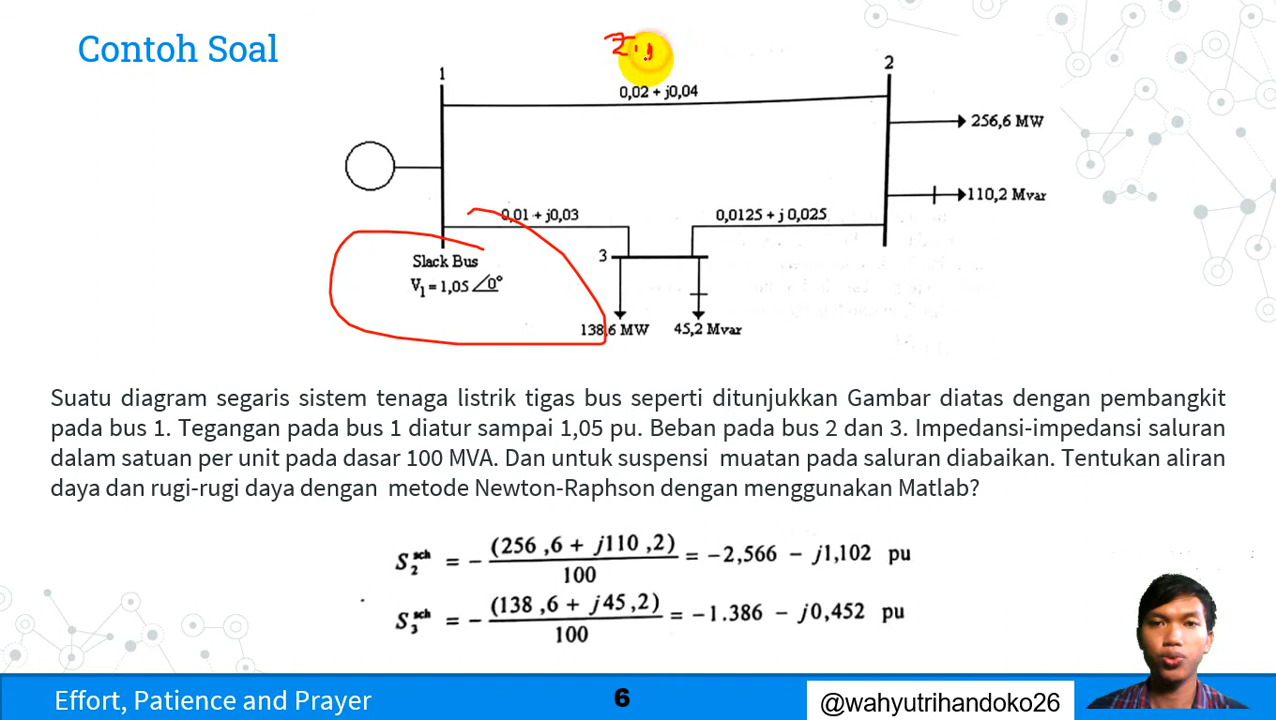 Contoh Soal
1
2
0,02 + j0,04
256,6 MW
110,2 Mvar
0,01 + j0,03
0,0125 + j 0,025
3
Slack Bus
V₁ = 1,05 ∠0°
138,6 MW
45,2 Mvar
Suatu diagram segaris sistem tenaga listrik tigas bus seperti ditunjukkan Gambar diatas dengan pembangkit
pada bus 1. Tegangan pada bus 1 diatur sampai 1,05 pu. Beban pada bus 2 dan 3. Impedansi-impedansi saluran
dalam satuan per unit pada dasar 100 MVA. Dan untuk suspensi muatan pada saluran diabaikan. Tentukan aliran
daya dan rugi-rugi daya dengan metode Newton-Raphson dengan menggunakan Matlab?
S₂ˢᶜʰ = − (256 ,6 + j110 ,2) / 100 = −2,566 − j1,102 pu
S₃ˢᶜʰ = − (138 ,6 + j45 ,2) / 100 = −1.386 − j0,452 pu
Effort, Patience and Prayer
6
@wahyutrihandoko26